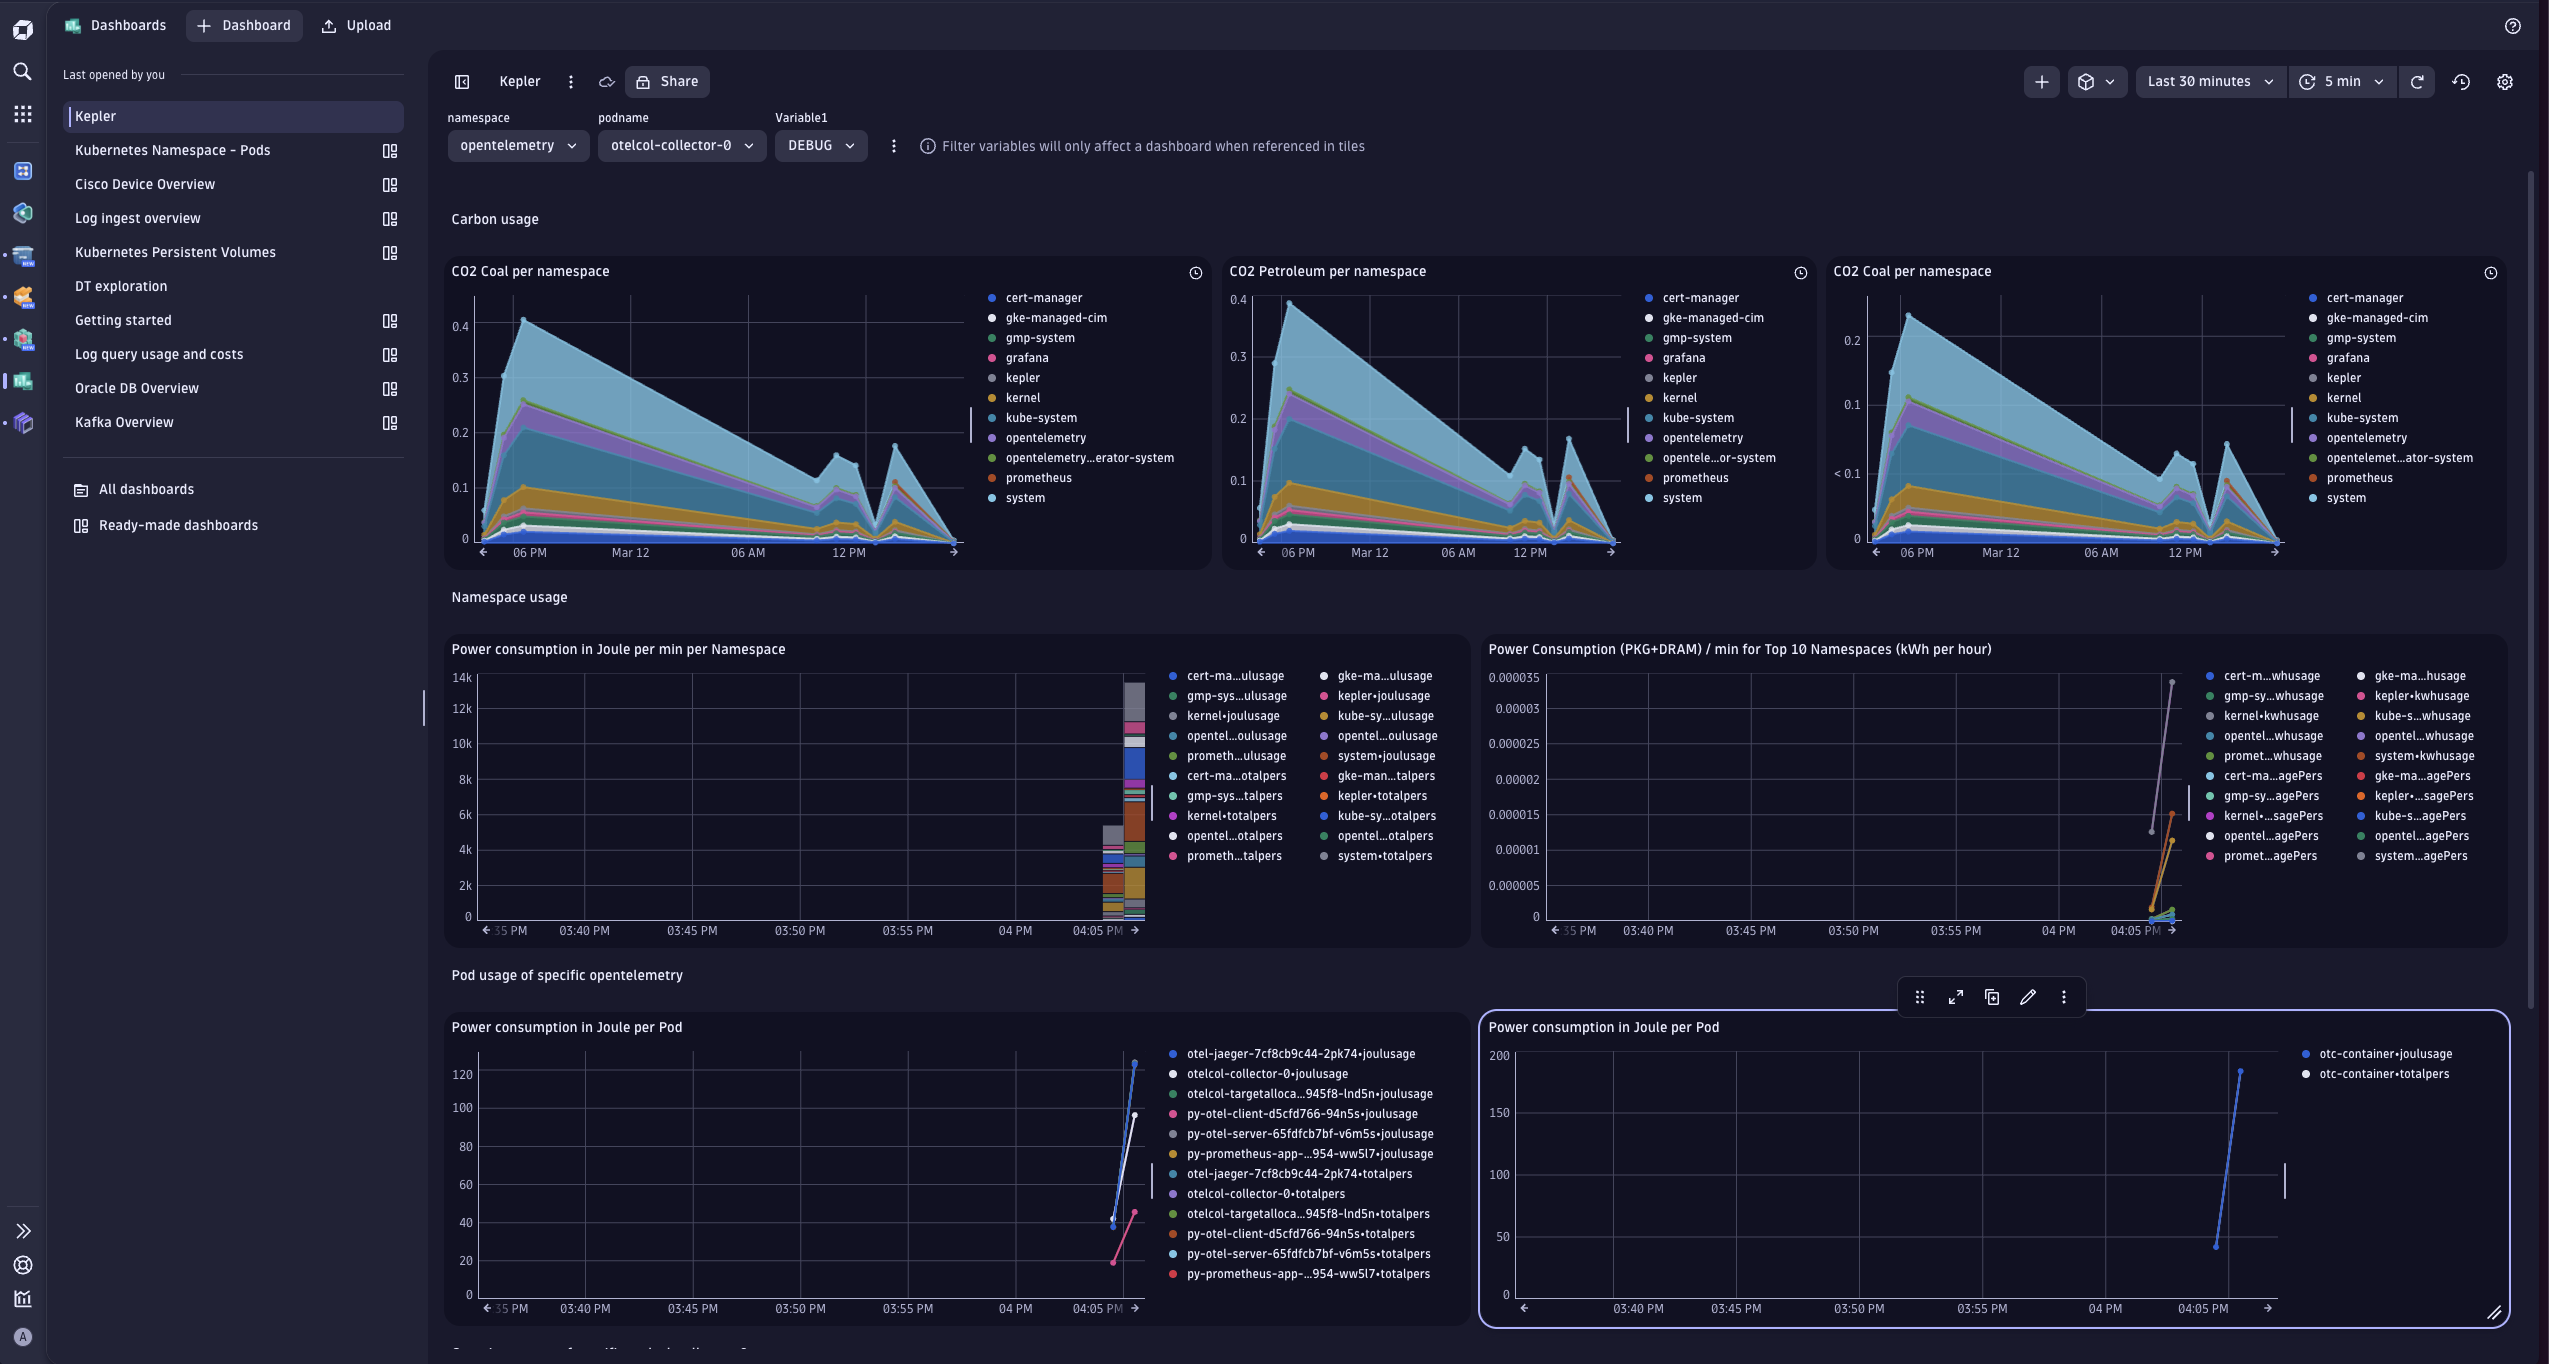 Dashboards
Dashboard
Upload
Last opened by you
Kepler
Kubernetes Namespace - Pods
Cisco Device Overview
Log ingest overview
Kubernetes Persistent Volumes
DT exploration
Getting started
Log query usage and costs
Oracle DB Overview
Kafka Overview
All dashboards
Ready-made dashboards
A
Kepler
Share
Last 30 minutes
5 min
namespace podname Variable1
opentelemetry otelcol-collector-0 DEBUG
Filter variables will only affect a dashboard when referenced in tiles
Carbon usage
CO2 Coal per namespace
0.4
0.3
0.2
0.1
0
06 PM Mar 12 06 AM 12 PM
cert-manager
gke-managed-cim
gmp-system
grafana
kepler
kernel
kube-system
opentelemetry
opentelemetry...erator-system
prometheus
system
CO2 Petroleum per namespace
0.4
0.3
0.2
0.1
0
06 PM Mar 12 06 AM 12 PM
cert-manager
gke-managed-cim
gmp-system
grafana
kepler
kernel
kube-system
opentelemetry
opentele...or-system
prometheus
system
CO2 Coal per namespace
0.2
0.1
< 0.1
0
06 PM Mar 12 06 AM 12 PM
cert-manager
gke-managed-cim
gmp-system
grafana
kepler
kernel
kube-system
opentelemetry
opentelemet...ator-system
prometheus
system
Namespace usage
Power consumption in Joule per min per Namespace
14k
12k
10k
8k
6k
4k
2k
0
35 PM 03:40 PM 03:45 PM 03:50 PM 03:55 PM 04 PM 04:05 PM
cert-ma...ulusage gke-ma...ulusage
gmp-sys...ulusage kepler•joulusage
kernel•joulusage kube-sy...ulusage
opentel...oulusage opentel...oulusage
prometh...ulusage system•joulusage
cert-ma...otalpers gke-man...talpers
gmp-sys...talpers kepler•totalpers
kernel•totalpers kube-sy...otalpers
opentel...otalpers opentel...otalpers
prometh...talpers system•totalpers
Power Consumption (PKG+DRAM) / min for Top 10 Namespaces (kWh per hour)
0.000035
0.00003
0.000025
0.00002
0.000015
0.00001
0.000005
0
35 PM 03:40 PM 03:45 PM 03:50 PM 03:55 PM 04 PM 04:05 PM
cert-m...whusage gke-ma...husage
gmp-sy...whusage kepler•kwhusage
kernel•kwhusage kube-s...whusage
opentel...whusage opentel...whusage
promet...whusage system•kwhusage
cert-ma...agePers gke-ma...agePers
gmp-sy...agePers kepler•...sagePers
kernel•...sagePers kube-s...agePers
opentel...agePers opentel...agePers
promet...agePers system...agePers
Pod usage of specific opentelemetry
Power consumption in Joule per Pod
120
100
80
60
40
20
0
35 PM 03:40 PM 03:45 PM 03:50 PM 03:55 PM 04 PM 04:05 PM
otel-jaeger-7cf8cb9c44-2pk74•joulusage
otelcol-collector-0•joulusage
otelcol-targetalloca...945f8-lnd5n•joulusage
py-otel-client-d5cfd766-94n5s•joulusage
py-otel-server-65fdfcb7bf-v6m5s•joulusage
py-prometheus-app-...954-ww5l7•joulusage
otel-jaeger-7cf8cb9c44-2pk74•totalpers
otelcol-collector-0•totalpers
otelcol-targetalloca...945f8-lnd5n•totalpers
py-otel-client-d5cfd766-94n5s•totalpers
py-otel-server-65fdfcb7bf-v6m5s•totalpers
py-prometheus-app-...954-ww5l7•totalpers
Power consumption in Joule per Pod
200
150
100
50
0
03:40 PM 03:45 PM 03:50 PM 03:55 PM 04 PM 04:05 PM
otc-container•joulusage
otc-container•totalpers